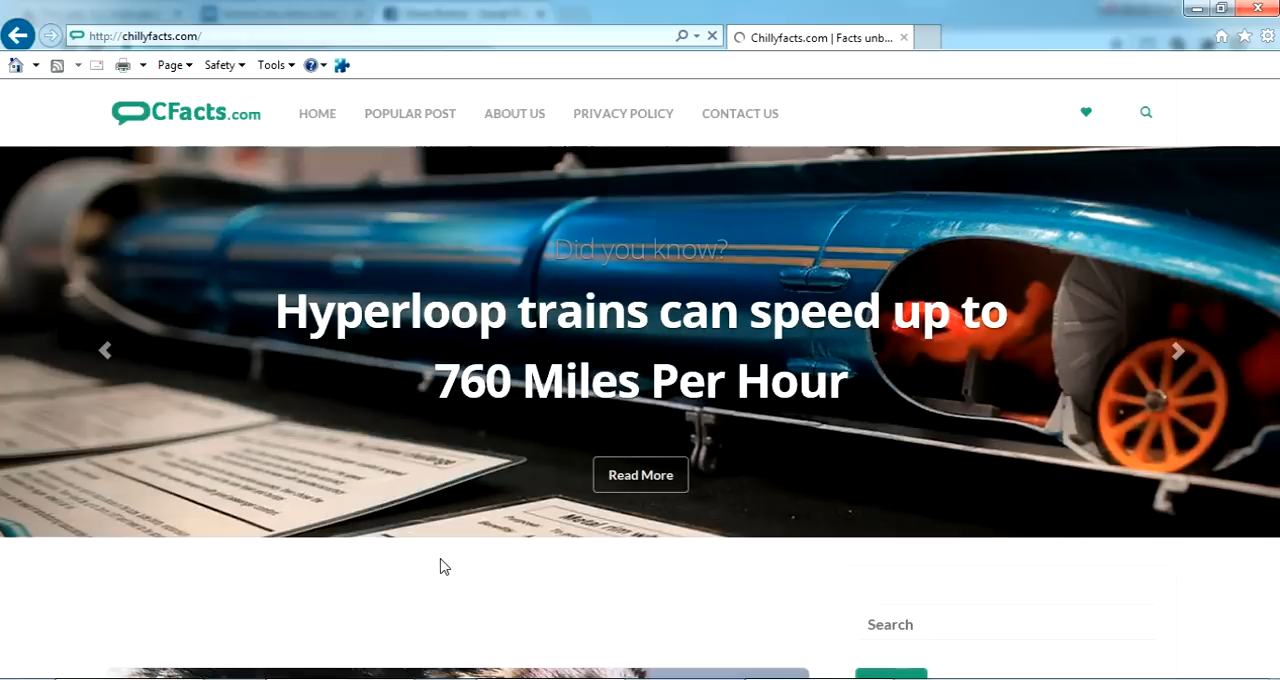 http://chillyfacts.com/
Chillyfacts.com | Facts unb...
Page Safety Tools
CFacts.com HOME POPULAR POST ABOUT US PRIVACY POLICY CONTACT US
Did you know?
Hyperloop trains can speed up to
760 Miles Per Hour
Read More
Search